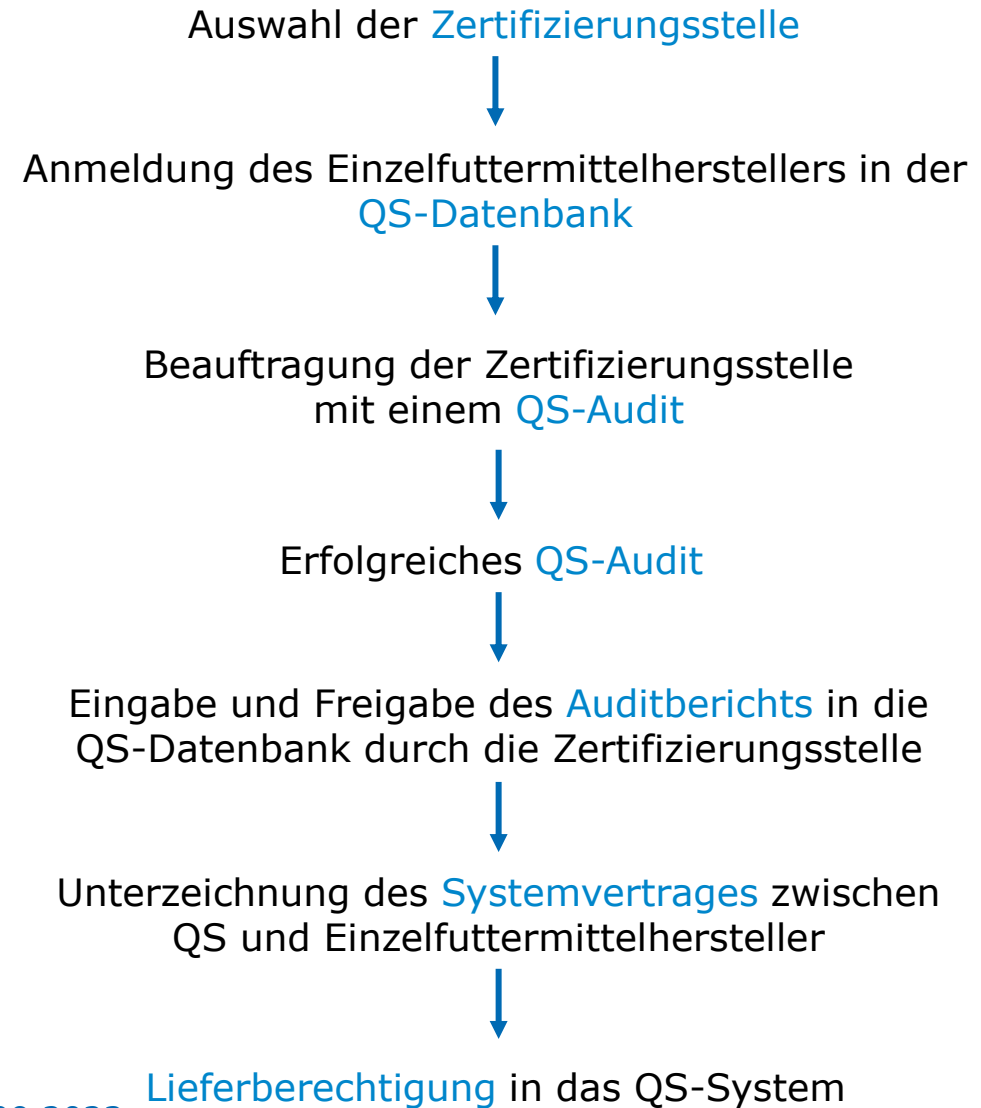 Auswahl der Zertifizierungsstelle
Anmeldung des Einzelfuttermittelherstellers in der
QS-Datenbank
Beauftragung der Zertifizierungsstelle
mit einem QS-Audit
Erfolgreiches QS-Audit
Eingabe und Freigabe des Auditberichts in die
QS-Datenbank durch die Zertifizierungsstelle
Unterzeichnung des Systemvertrages zwischen
QS und Einzelfuttermittelhersteller
Lieferberechtigung in das QS-System